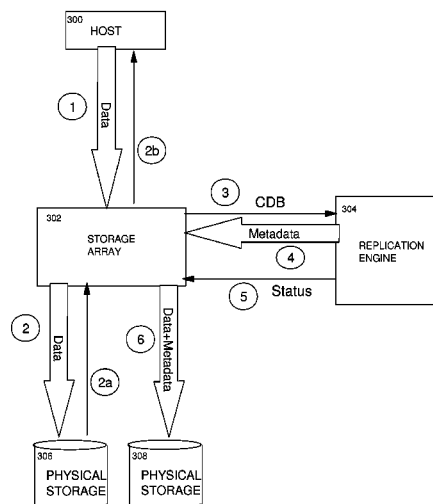 300
HOST
1
Data
2b
3
CDB
302
STORAGE
ARRAY
304
REPLICATION
ENGINE
Metadata
4
5
Status
2
Data
2a
6
Data+Metadata
306
PHYSICAL
STORAGE
308
PHYSICAL
STORAGE